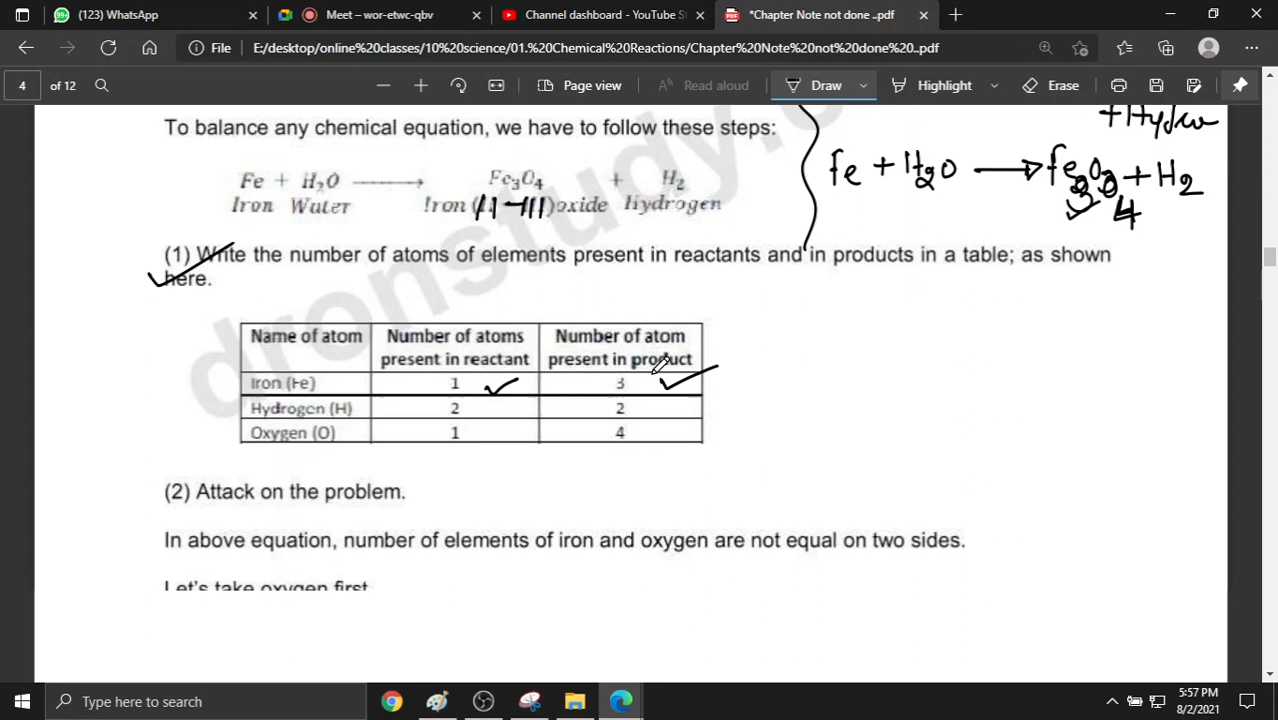 (123) WhatsApp
Meet – wor-etwc-qbv
Channel dashboard - YouTube St
*Chapter Note not done ..pdf
File
E:/desktop/online%20classes/10%20science/01.%20Chemical%20Reactions/Chapter%20Note%20not%20done%20..pdf
4 of 12
Page view
Read aloud
Draw
Highlight
Erase
+Hydro
To balance any chemical equation, we have to follow these steps:
Fe + H2O → Fe3O4 + H2
Iron Water Iron (II-III)oxide Hydrogen
Fe + H2O → Fe3O4 + H2
(1) Write the number of atoms of elements present in reactants and in products in a table; as shown
here.
Name of atom Number of atoms present in reactant Number of atom present in product
Iron (Fe) 1 3
Hydrogen (H) 2 2
Oxygen (O) 1 4
dronstudy.c
(2) Attack on the problem.
In above equation, number of elements of iron and oxygen are not equal on two sides.
Let's take oxygen first
Type here to search
5:57 PM
8/2/2021